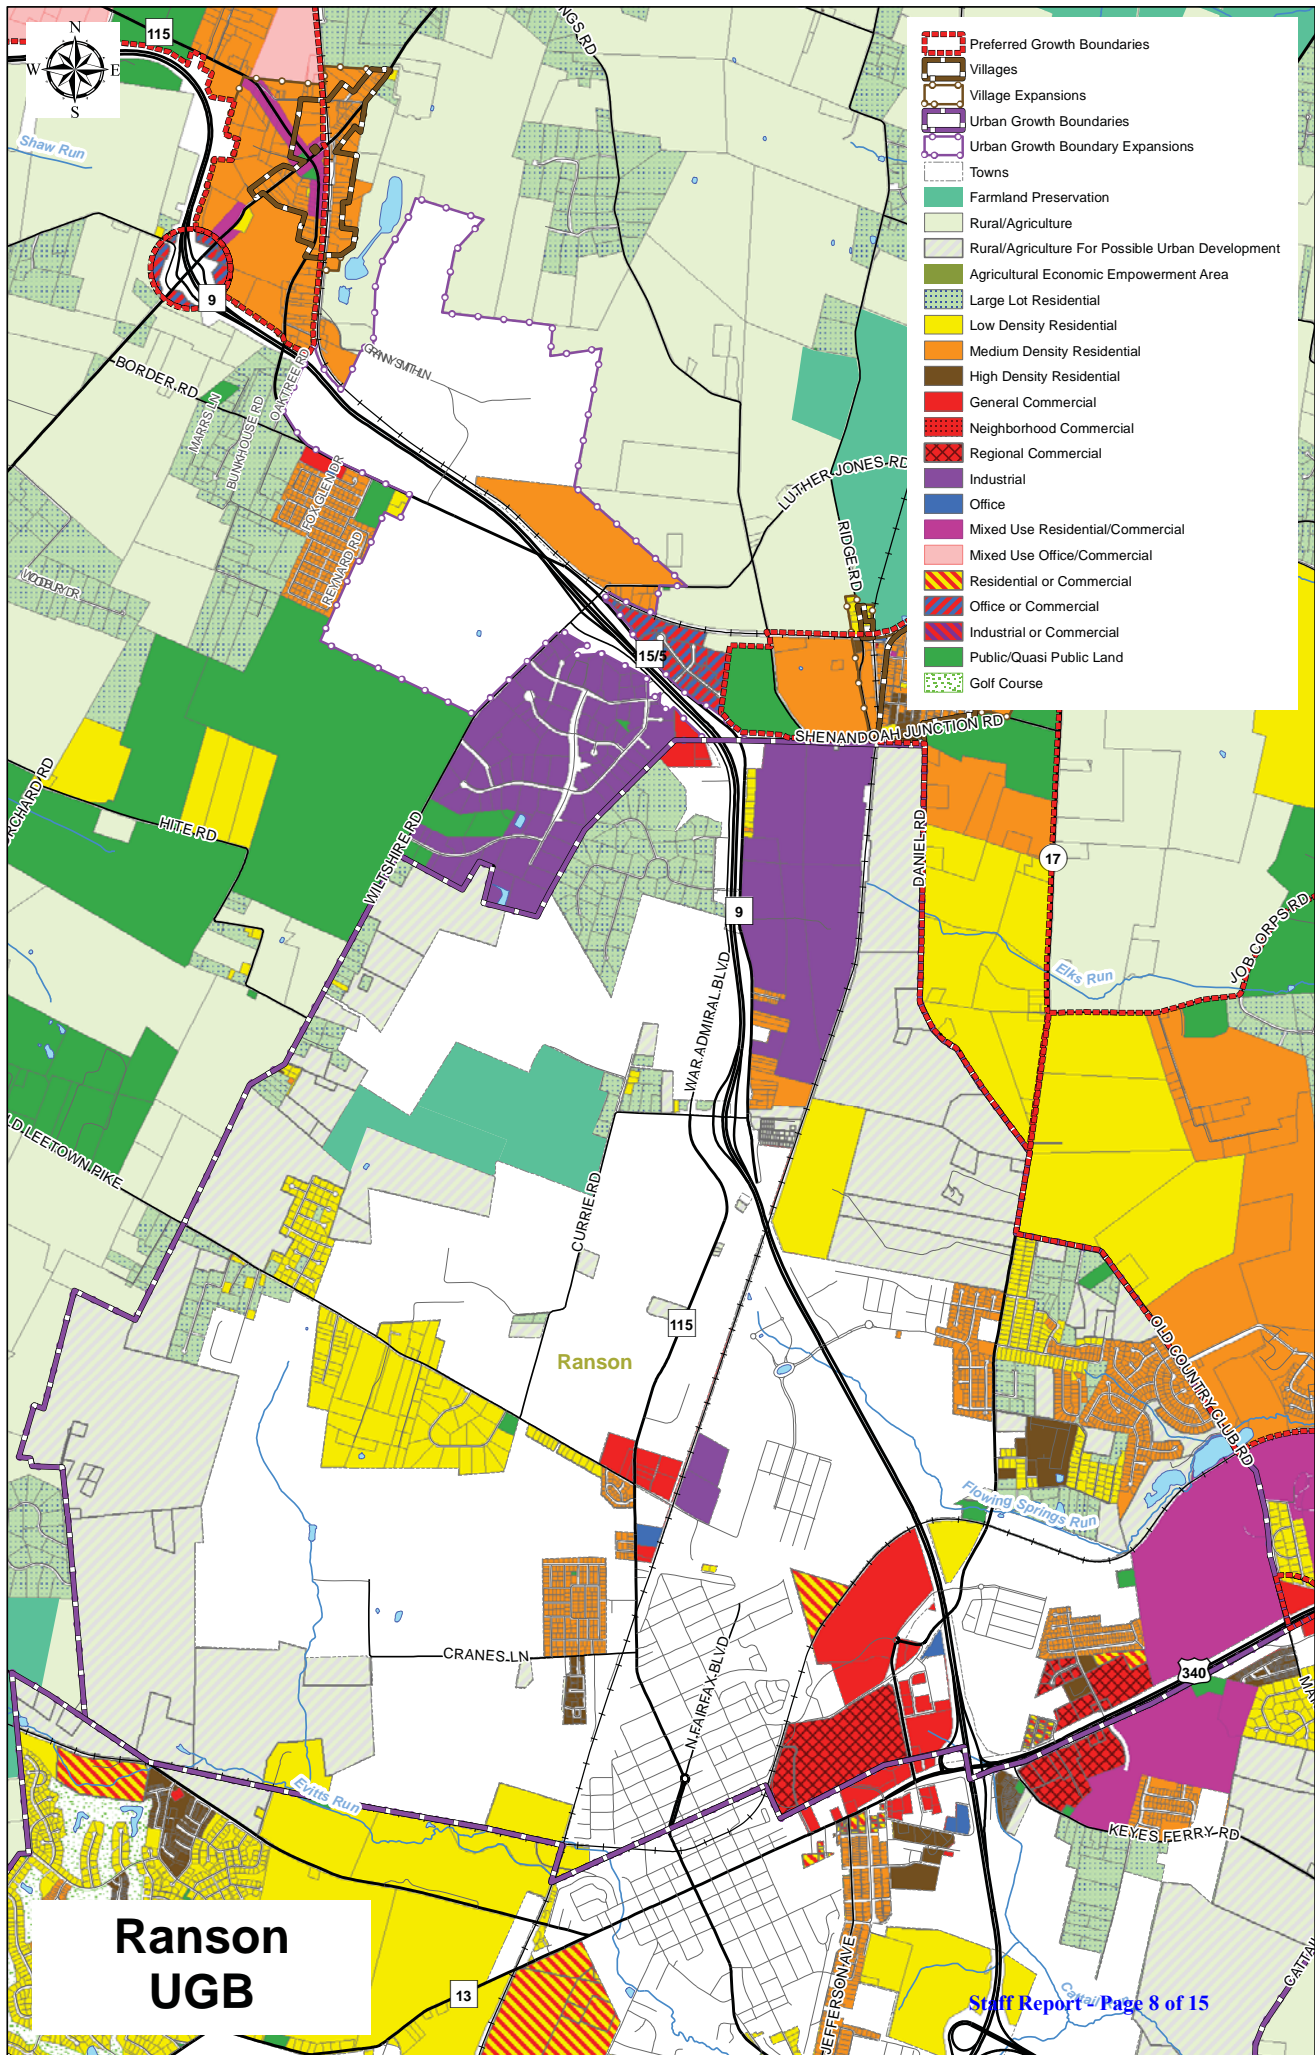 N
W
E
S
Preferred Growth Boundaries
Villages
Village Expansions
Urban Growth Boundaries
Urban Growth Boundary Expansions
Towns
Farmland Preservation
Rural/Agriculture
Rural/Agriculture For Possible Urban Development
Agricultural Economic Empowerment Area
Large Lot Residential
Low Density Residential
Medium Density Residential
High Density Residential
General Commercial
Neighborhood Commercial
Regional Commercial
Industrial
Office
Mixed Use Residential/Commercial
Mixed Use Office/Commercial
Residential or Commercial
Office or Commercial
Industrial or Commercial
Public/Quasi Public Land
Golf Course
115
Shaw Run
9
BORDER RD
MARRS LN
BUNKHOUSE RD
OAKTREE RD
GRANNY SMITH LN
FOX GLEN DR
REYNARD RD
WOODBURY DR
LUTHER JONES RD
RIDGE RD
15/5
SHENANDOAH JUNCTION RD
HITE RD
WILTSHIRE RD
DANIEL RD
17
9
JOB CORPS RD
Elks Run
WAR ADMIRAL BLVD
CURRIE RD
115
Ranson
OLD COUNTRY CLUB RD
Flowing Springs Run
CRANES LN
N FAIRFAX BLVD
340
Evitts Run
KEYES FERRY RD
JEFFERSON AVE
13
Ranson
UGB
Staff Report - Page 8 of 15